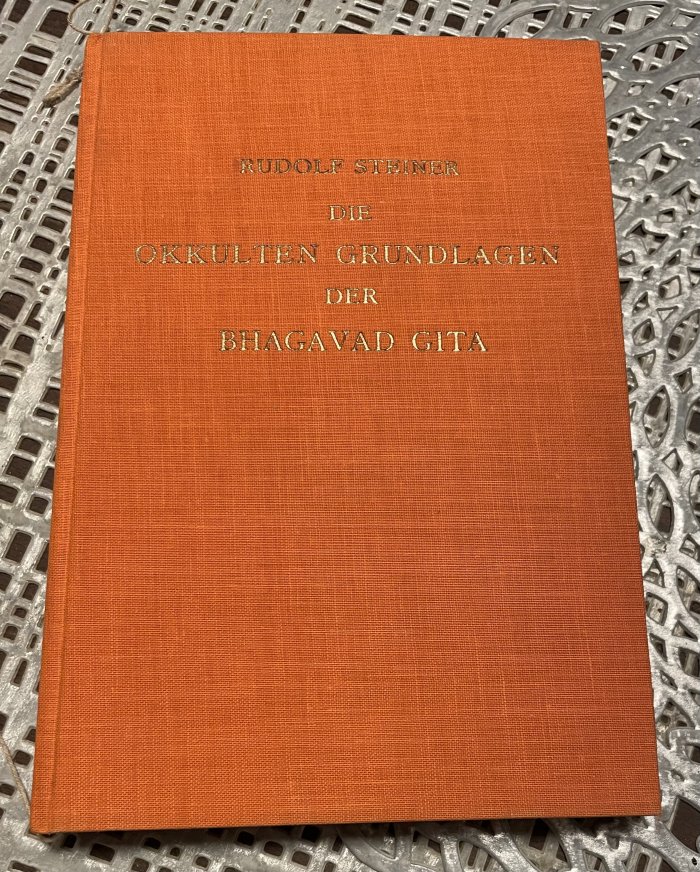 RUDOLF STEINER
DIE
OKKULTEN GRUNDLAGEN
DER
BHAGAVAD GITA